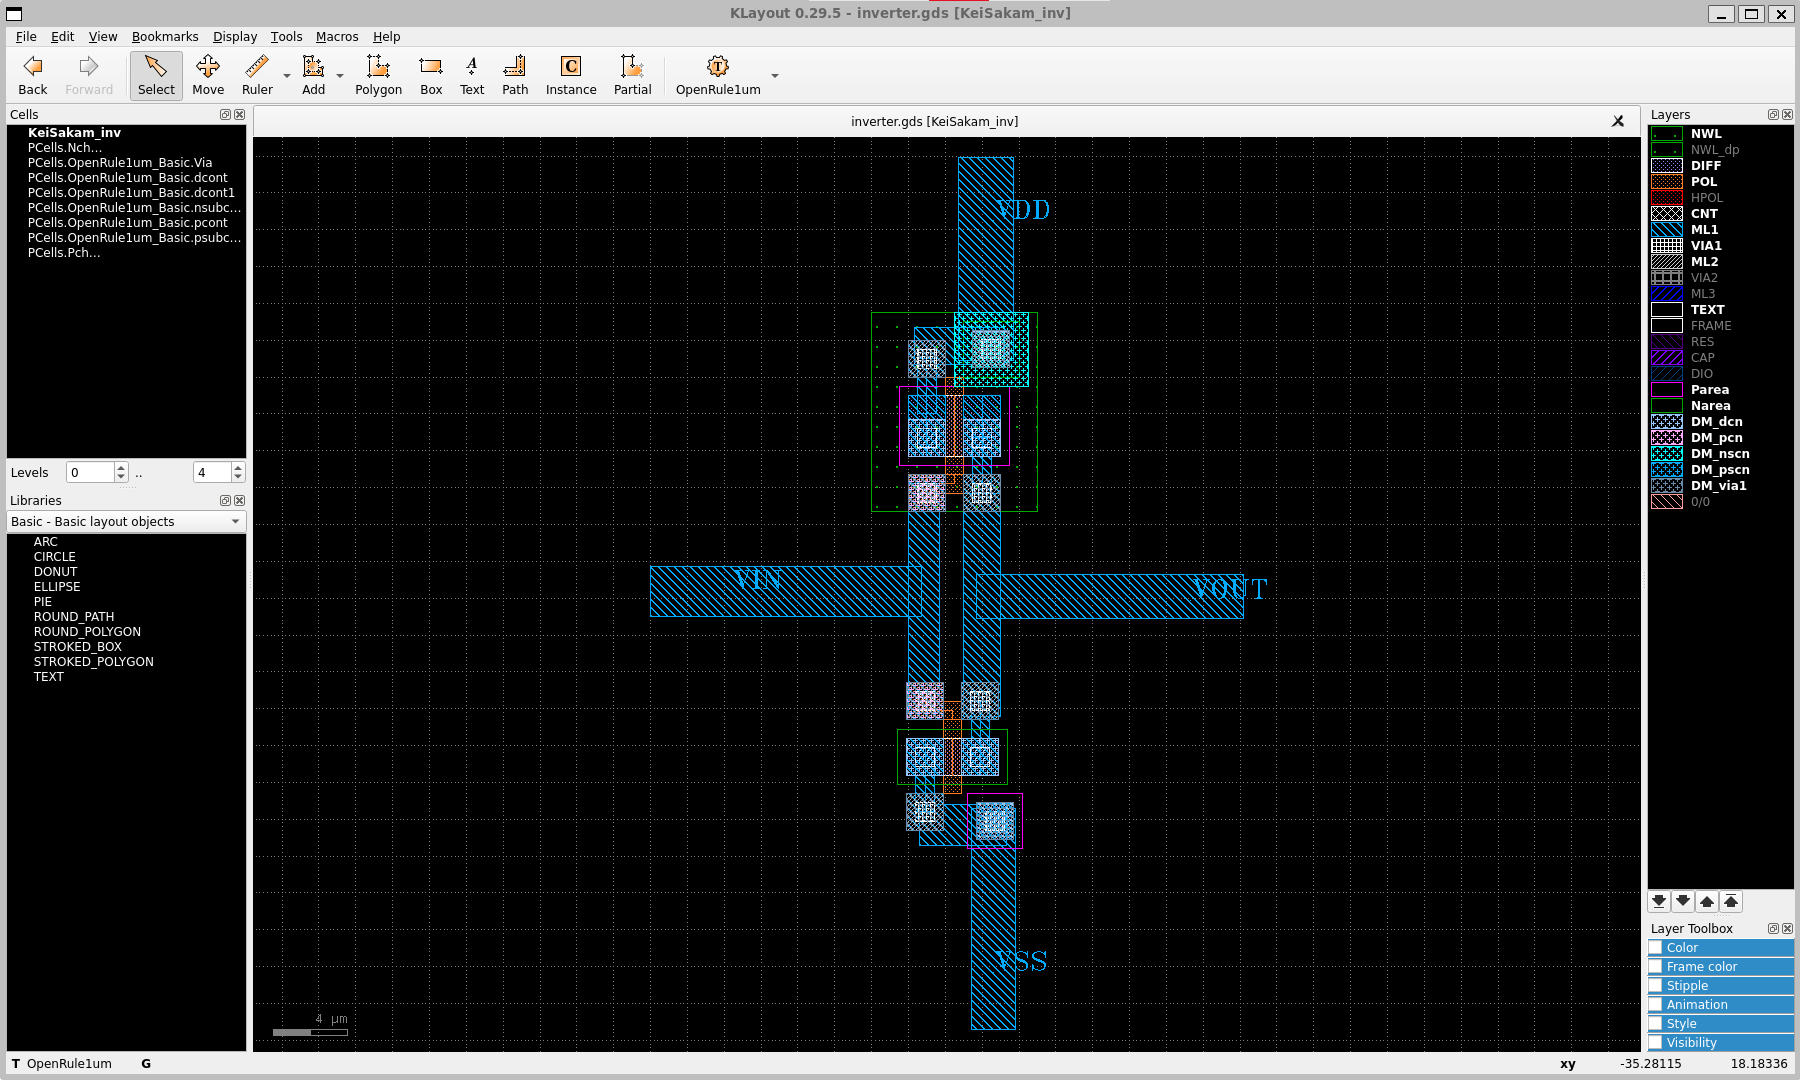 KLayout 0.29.5 - inverter.gds [KeiSakam_inv]
File Edit View Bookmarks Display Tools Macros Help
Back Forward Select Move Ruler Add Polygon Box Text Path Instance Partial OpenRule1um
Cells
KeiSakam_inv
PCells.Nch...
PCells.OpenRule1um_Basic.Via
PCells.OpenRule1um_Basic.dcont
PCells.OpenRule1um_Basic.dcont1
PCells.OpenRule1um_Basic.nsubc...
PCells.OpenRule1um_Basic.pcont
PCells.OpenRule1um_Basic.psubc...
PCells.Pch...
Levels 0 .. 4
Libraries
Basic - Basic layout objects
ARC
CIRCLE
DONUT
ELLIPSE
PIE
ROUND_PATH
ROUND_POLYGON
STROKED_BOX
STROKED_POLYGON
TEXT
inverter.gds [KeiSakam_inv]
VDD
VIN
VOUT
VSS
4 µm
Layers
NWL
NWL_dp
DIFF
POL
HPOL
CNT
ML1
VIA1
ML2
VIA2
ML3
TEXT
FRAME
RES
CAP
DIO
Parea
Narea
DM_dcn
DM_pcn
DM_nscn
DM_pscn
DM_via1
0/0
Layer Toolbox
Color
Frame color
Stipple
Animation
Style
Visibility
T OpenRule1um G xy -35.28115 18.18336